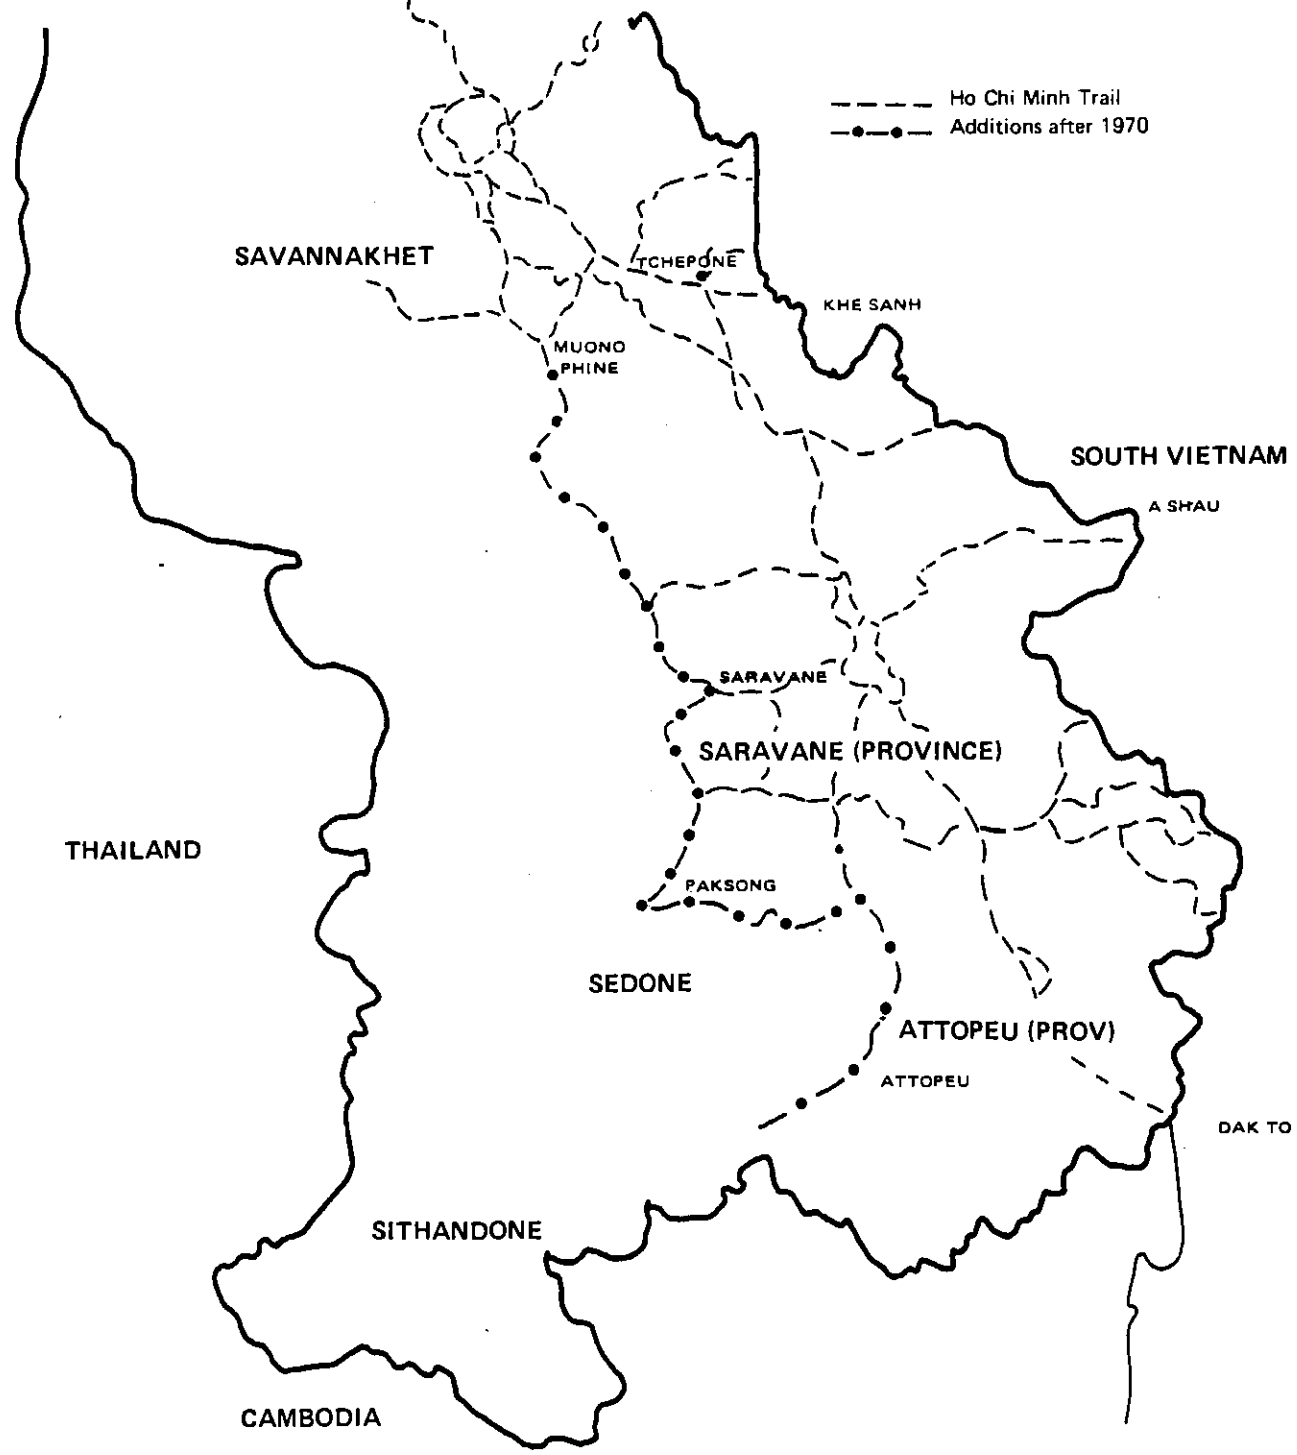 Ho Chi Minh Trail
Additions after 1970
SAVANNAKHET
TCHEPONE
KHE SANH
MUONO
PHINE
SOUTH VIETNAM
A SHAU
SARAVANE
SARAVANE (PROVINCE)
THAILAND
PAKSONG
SEDONE
ATTOPEU (PROV)
ATTOPEU
DAK TO
SITHANDONE
CAMBODIA